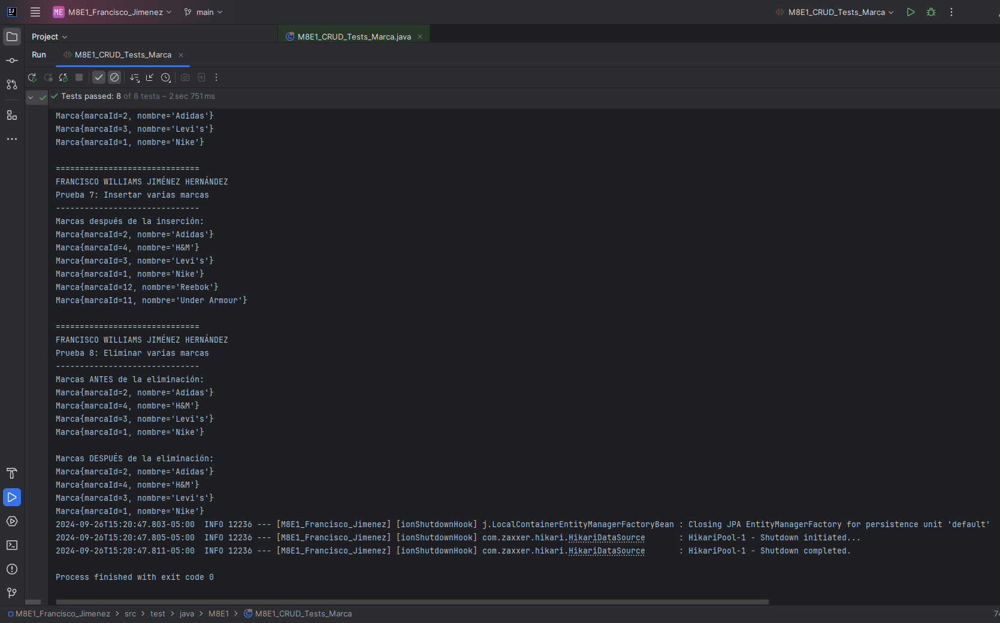 ME M8E1_Francisco_Jimenez main M8E1_CRUD_Tests_Marca
Project M8E1_CRUD_Tests_Marca.java
Run M8E1_CRUD_Tests_Marca
Tests passed: 8 of 8 tests – 2 sec 751 ms
Marca{marcaId=2, nombre='Adidas'}
Marca{marcaId=3, nombre='Levi's'}
Marca{marcaId=1, nombre='Nike'}
==============================
FRANCISCO WILLIAMS JIMÉNEZ HERNÁNDEZ
Prueba 7: Insertar varias marcas
------------------------------
Marcas después de la inserción:
Marca{marcaId=2, nombre='Adidas'}
Marca{marcaId=4, nombre='H&M'}
Marca{marcaId=3, nombre='Levi's'}
Marca{marcaId=1, nombre='Nike'}
Marca{marcaId=12, nombre='Reebok'}
Marca{marcaId=11, nombre='Under Armour'}
==============================
FRANCISCO WILLIAMS JIMÉNEZ HERNÁNDEZ
Prueba 8: Eliminar varias marcas
------------------------------
Marcas ANTES de la eliminación:
Marca{marcaId=2, nombre='Adidas'}
Marca{marcaId=4, nombre='H&M'}
Marca{marcaId=3, nombre='Levi's'}
Marca{marcaId=1, nombre='Nike'}
Marcas DESPUÉS de la eliminación:
Marca{marcaId=2, nombre='Adidas'}
Marca{marcaId=4, nombre='H&M'}
Marca{marcaId=3, nombre='Levi's'}
Marca{marcaId=1, nombre='Nike'}
2024-09-26T15:20:47.803-05:00  INFO 12236 --- [M8E1_Francisco_Jimenez] [ionShutdownHook] j.LocalContainerEntityManagerFactoryBean : Closing JPA EntityManagerFactory for persistence unit 'default'
2024-09-26T15:20:47.805-05:00  INFO 12236 --- [M8E1_Francisco_Jimenez] [ionShutdownHook] com.zaxxer.hikari.HikariDataSource       : HikariPool-1 - Shutdown initiated...
2024-09-26T15:20:47.811-05:00  INFO 12236 --- [M8E1_Francisco_Jimenez] [ionShutdownHook] com.zaxxer.hikari.HikariDataSource       : HikariPool-1 - Shutdown completed.
Process finished with exit code 0
M8E1_Francisco_Jimenez > src > test > java > M8E1 > M8E1_CRUD_Tests_Marca